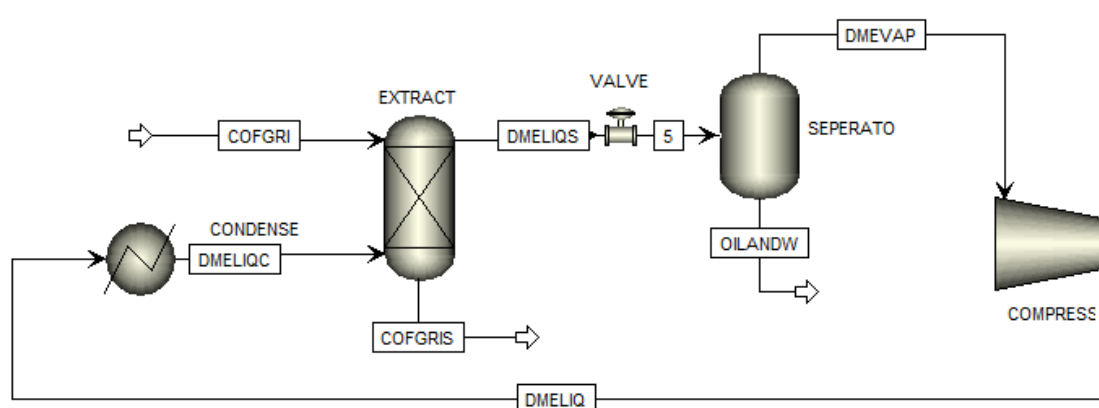 DMEVAP
VALVE
EXTRACT
COFGRI
DMELIQS
5
SEPERATO
CONDENSE
DMELIQC
OILANDW
COMPRESS
COFGRIS
DMELIQ